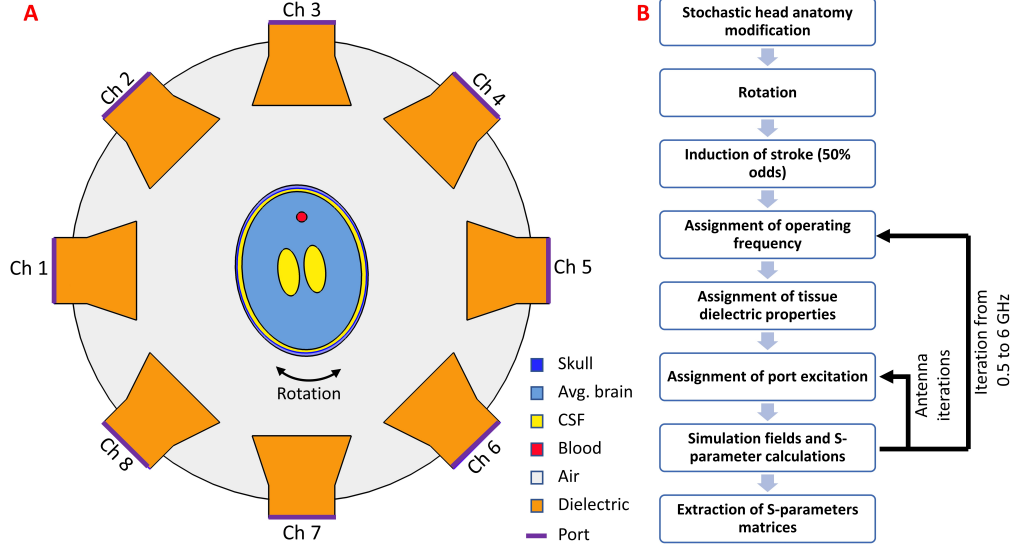 A
Ch 3
Ch 2
Ch 4
Ch 1
Ch 5
Ch 8
Ch 6
Ch 7
Rotation
Skull
Avg. brain
CSF
Blood
Air
Dielectric
Port
B
Stochastic head anatomy
modification
Rotation
Induction of stroke (50%
odds)
Assignment of operating
frequency
Assignment of tissue
dielectric properties
Assignment of port excitation
Simulation fields and S-
parameter calculations
Extraction of S-parameters
matrices
Antenna
iterations
Iteration from
0.5 to 6 GHz